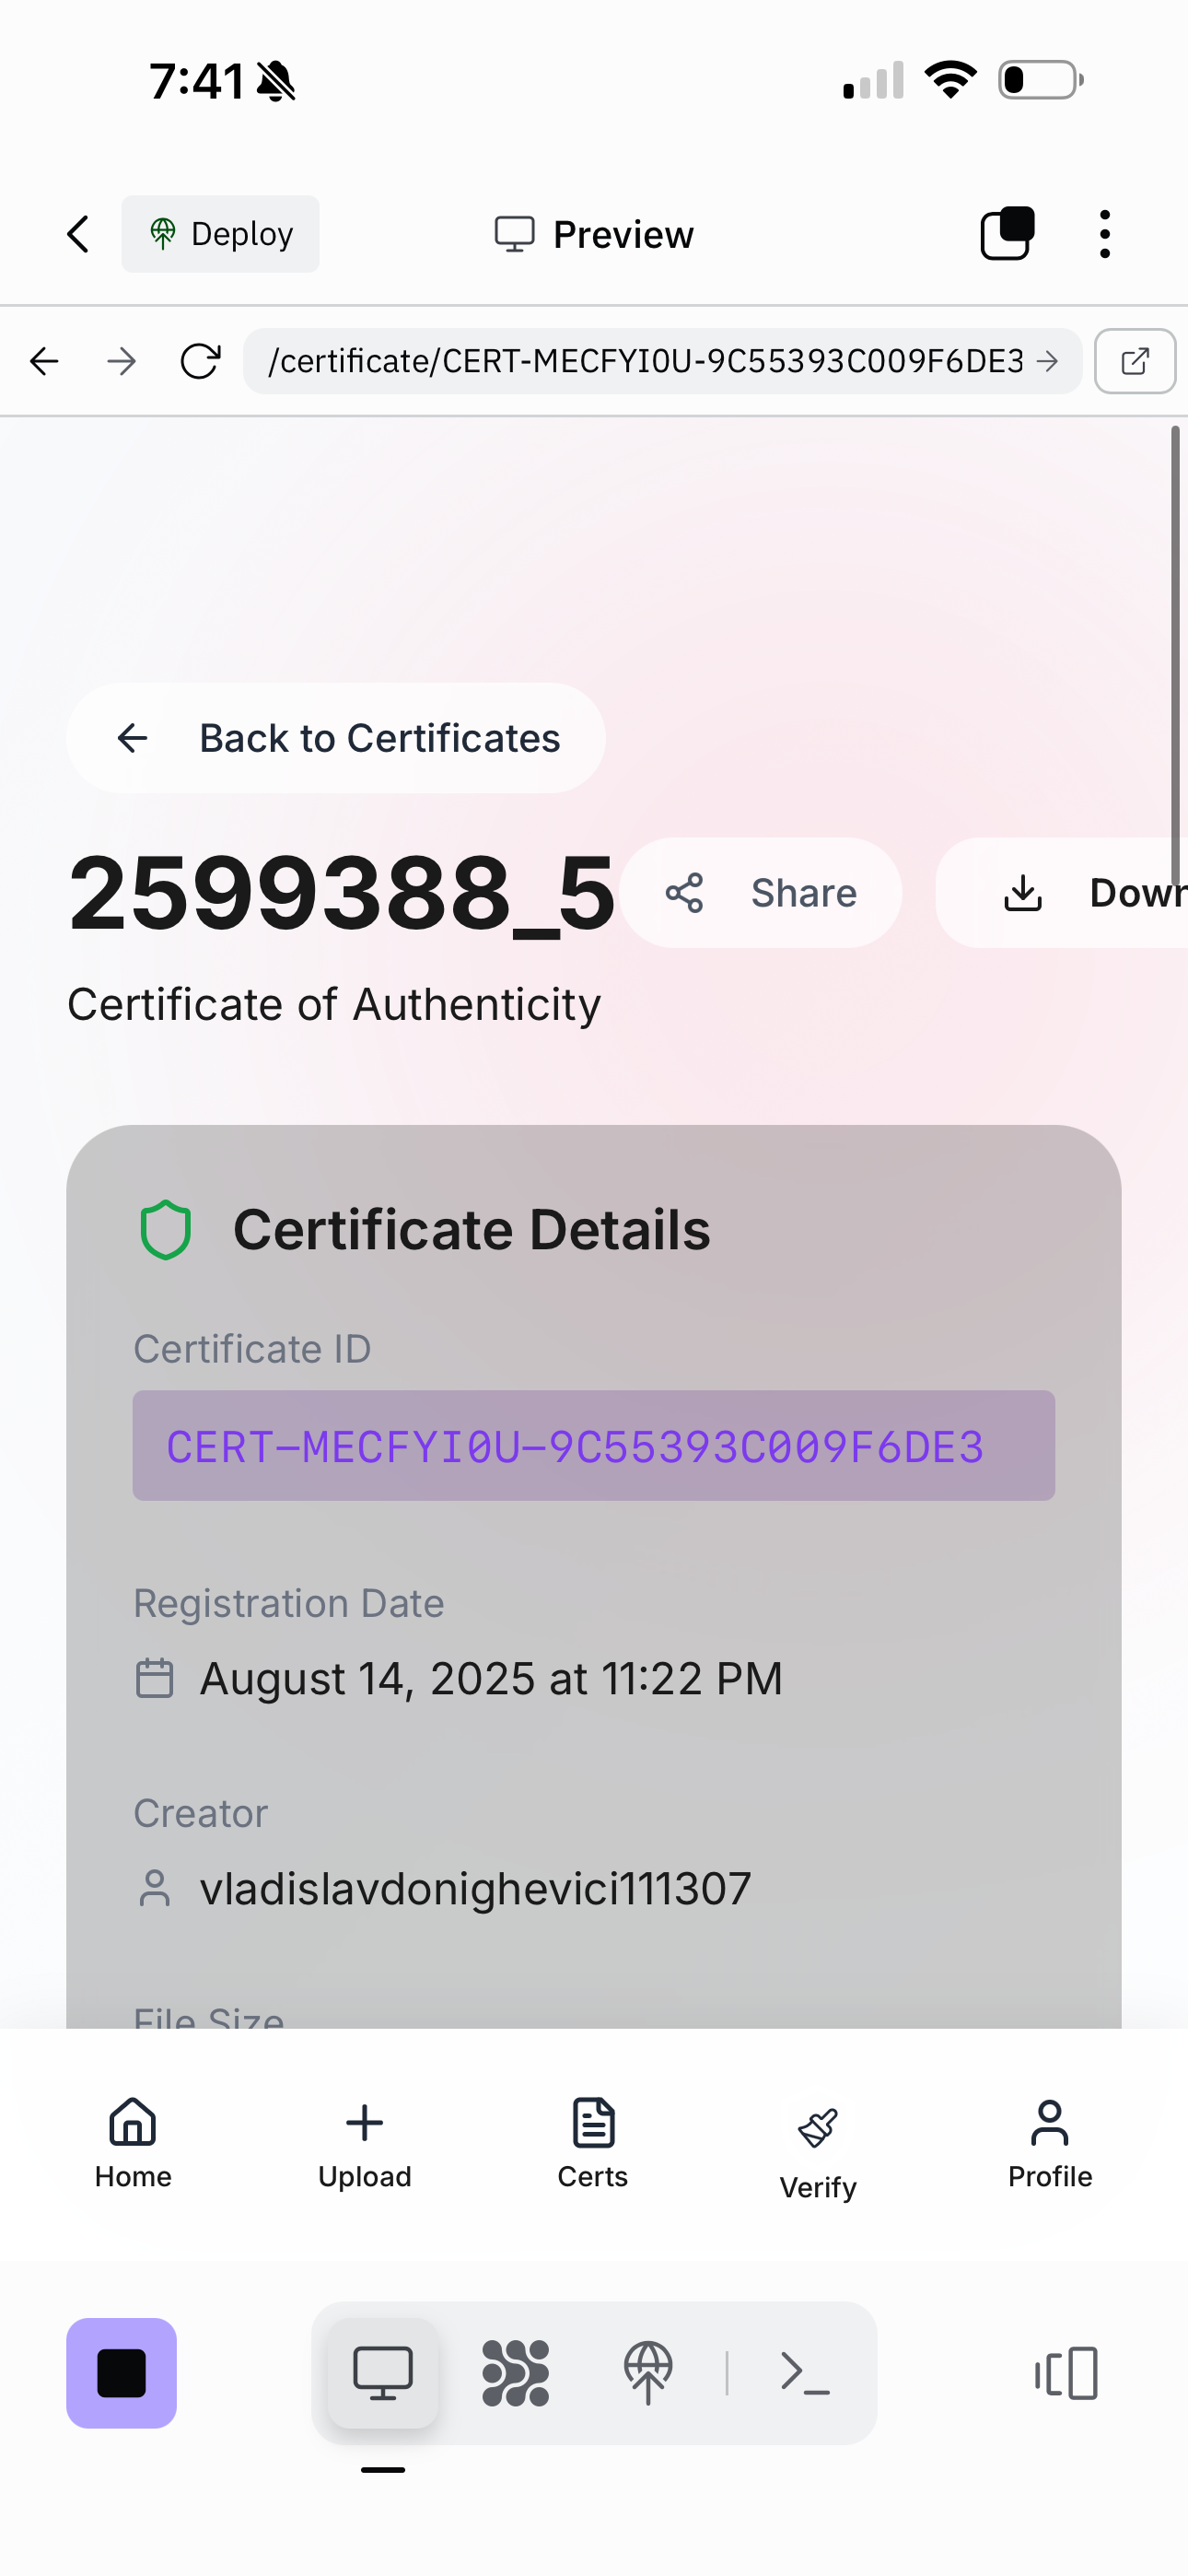 7:41
Deploy
Preview
/certificate/CERT-MECFYI0U-9C55393C009F6DE3
Back to Certificates
2599388_5
Share
Down
Certificate of Authenticity
Certificate Details
Certificate ID
CERT–MECFYI0U–9C55393C009F6DE3
Registration Date
August 14, 2025 at 11:22 PM
Creator
vladislavdonighevici111307
File Size
Home
Upload
Certs
Verify
Profile